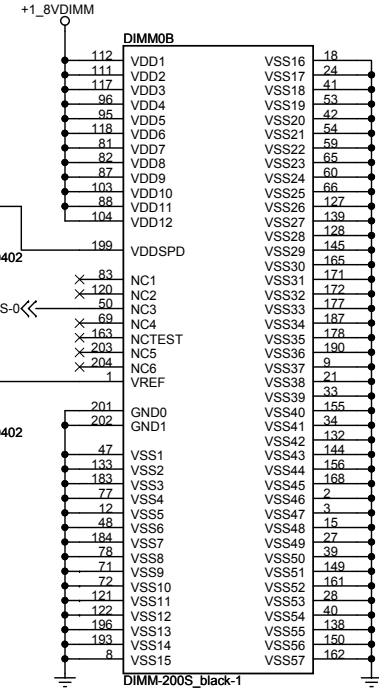 +1_8VDIMM
DIMM0B
112 VDD1 VSS16 18
111 VDD2 VSS17 24
117 VDD3 VSS18 41
96 VDD4 VSS19 53
95 VDD5 VSS20 42
118 VDD6 VSS21 54
81 VDD7 VSS22 59
82 VDD8 VSS23 65
87 VDD9 VSS24 60
103 VDD10 VSS25 66
88 VDD11 VSS26 127
104 VDD12 VSS27 139
VSS28 128
199 VDDSPD VSS29 145
0402 VSS30 165
83 NC1 VSS31 171
120 NC2 VSS32 172
S-0 50 NC3 VSS33 177
69 NC4 VSS34 187
163 NCTEST VSS35 178
203 NC5 VSS36 190
204 NC6 VSS37 9
1 VREF VSS38 21
VSS39 33
201 GND0 VSS40 155
202 GND1 VSS41 34
0402 VSS42 132
47 VSS1 VSS43 144
133 VSS2 VSS44 156
183 VSS3 VSS45 168
77 VSS4 VSS46 2
12 VSS5 VSS47 3
48 VSS6 VSS48 15
184 VSS7 VSS49 27
78 VSS8 VSS50 39
71 VSS9 VSS51 149
72 VSS10 VSS52 161
121 VSS11 VSS53 28
122 VSS12 VSS54 40
196 VSS13 VSS55 138
193 VSS14 VSS56 150
8 VSS15 VSS57 162
DIMM-200S_black-1